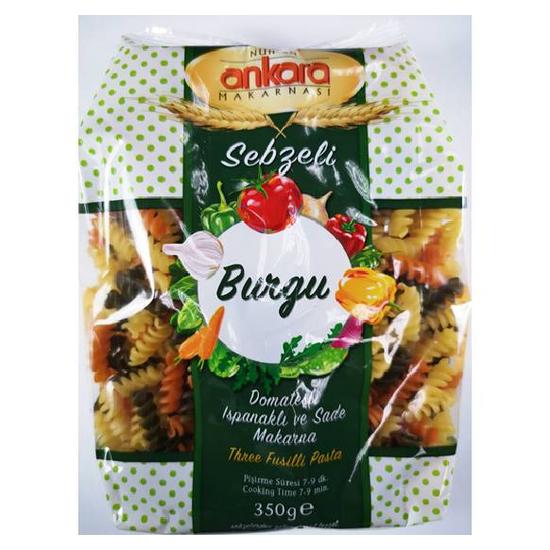 ankara
MAKARNASI
Sebzeli
Burgu
Domatesli
Ispanaklı ve Sade
Makarna
Three Fusilli Pasta
Pişirme Süresi 7-9 dk.
Cooking Time 7-9 min.
350g e